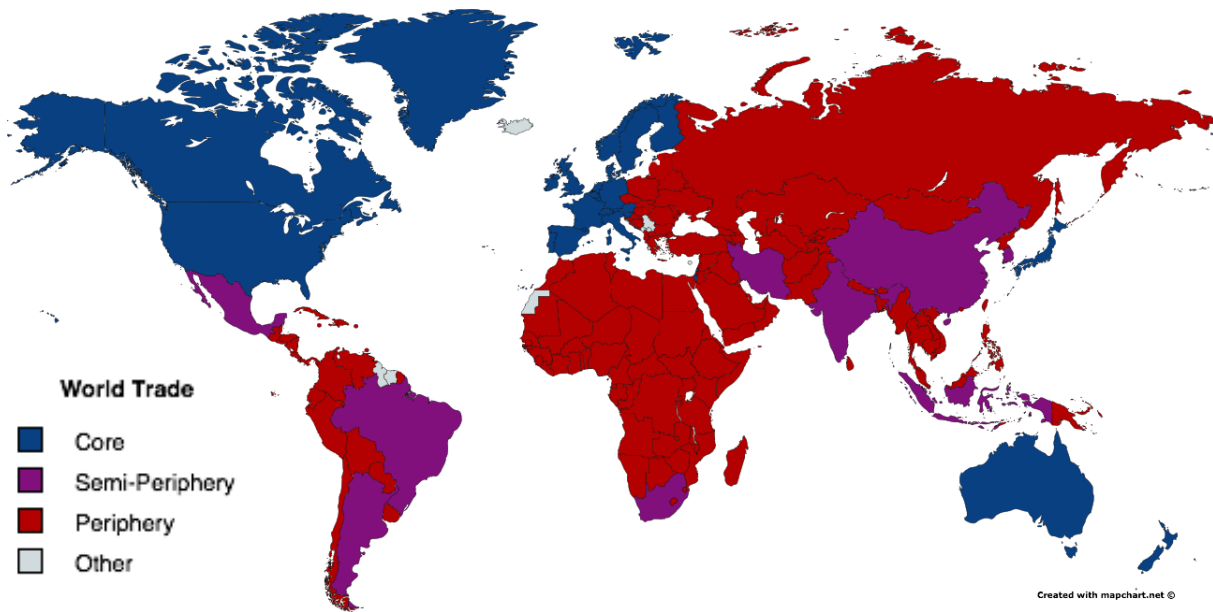 World Trade
Core
Semi-Periphery
Periphery
Other
Created with mapchart.net ©